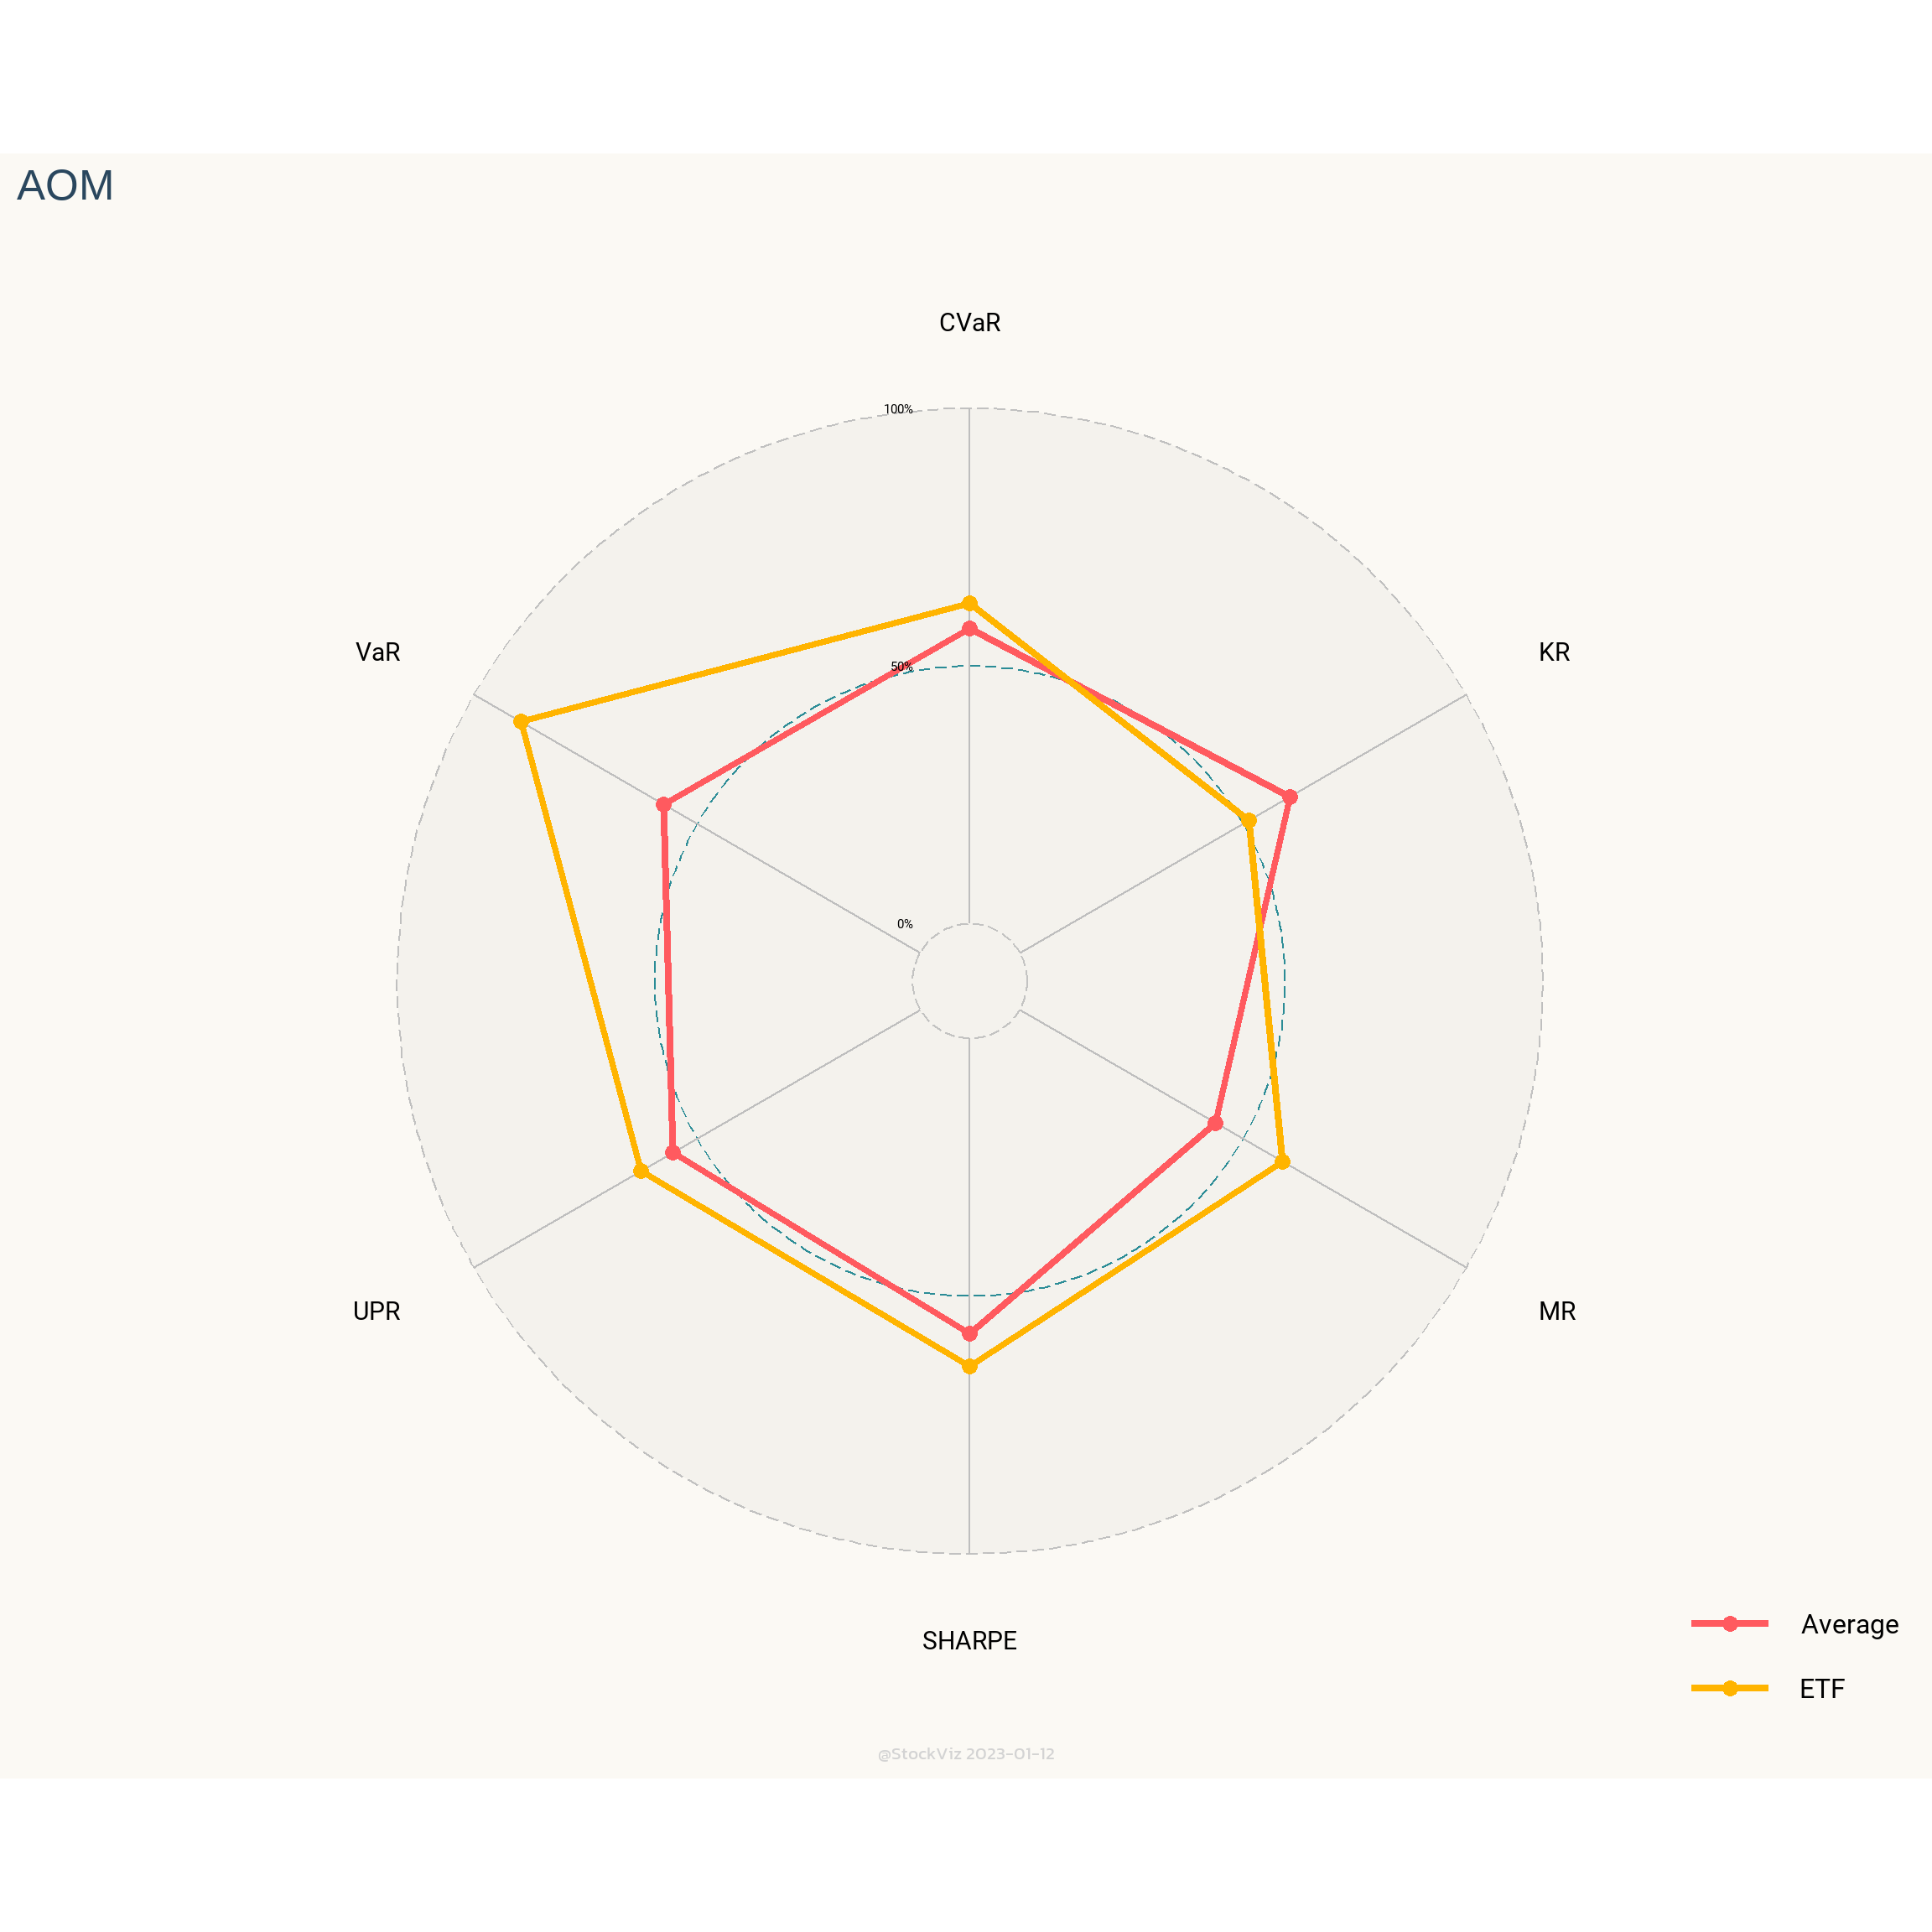 AOM
CVaR
100%
KR
VaR
50%
0%
UPR
MR
SHARPE
Average
ETF
@StockViz 2023-01-12